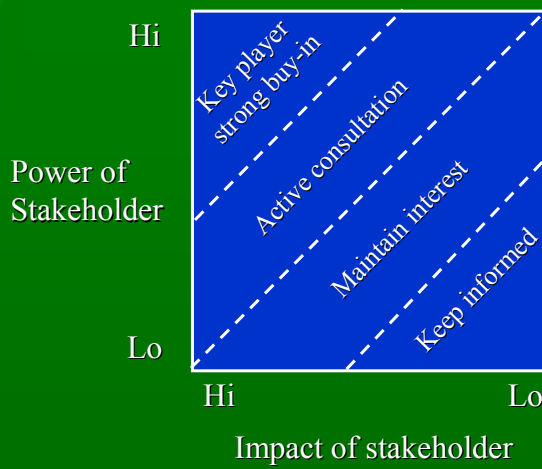 Hi
Key player
strong buy-in
Active consultation
Power of
Stakeholder
Maintain interest
Keep informed
Lo
Hi
Lo
Impact of stakeholder